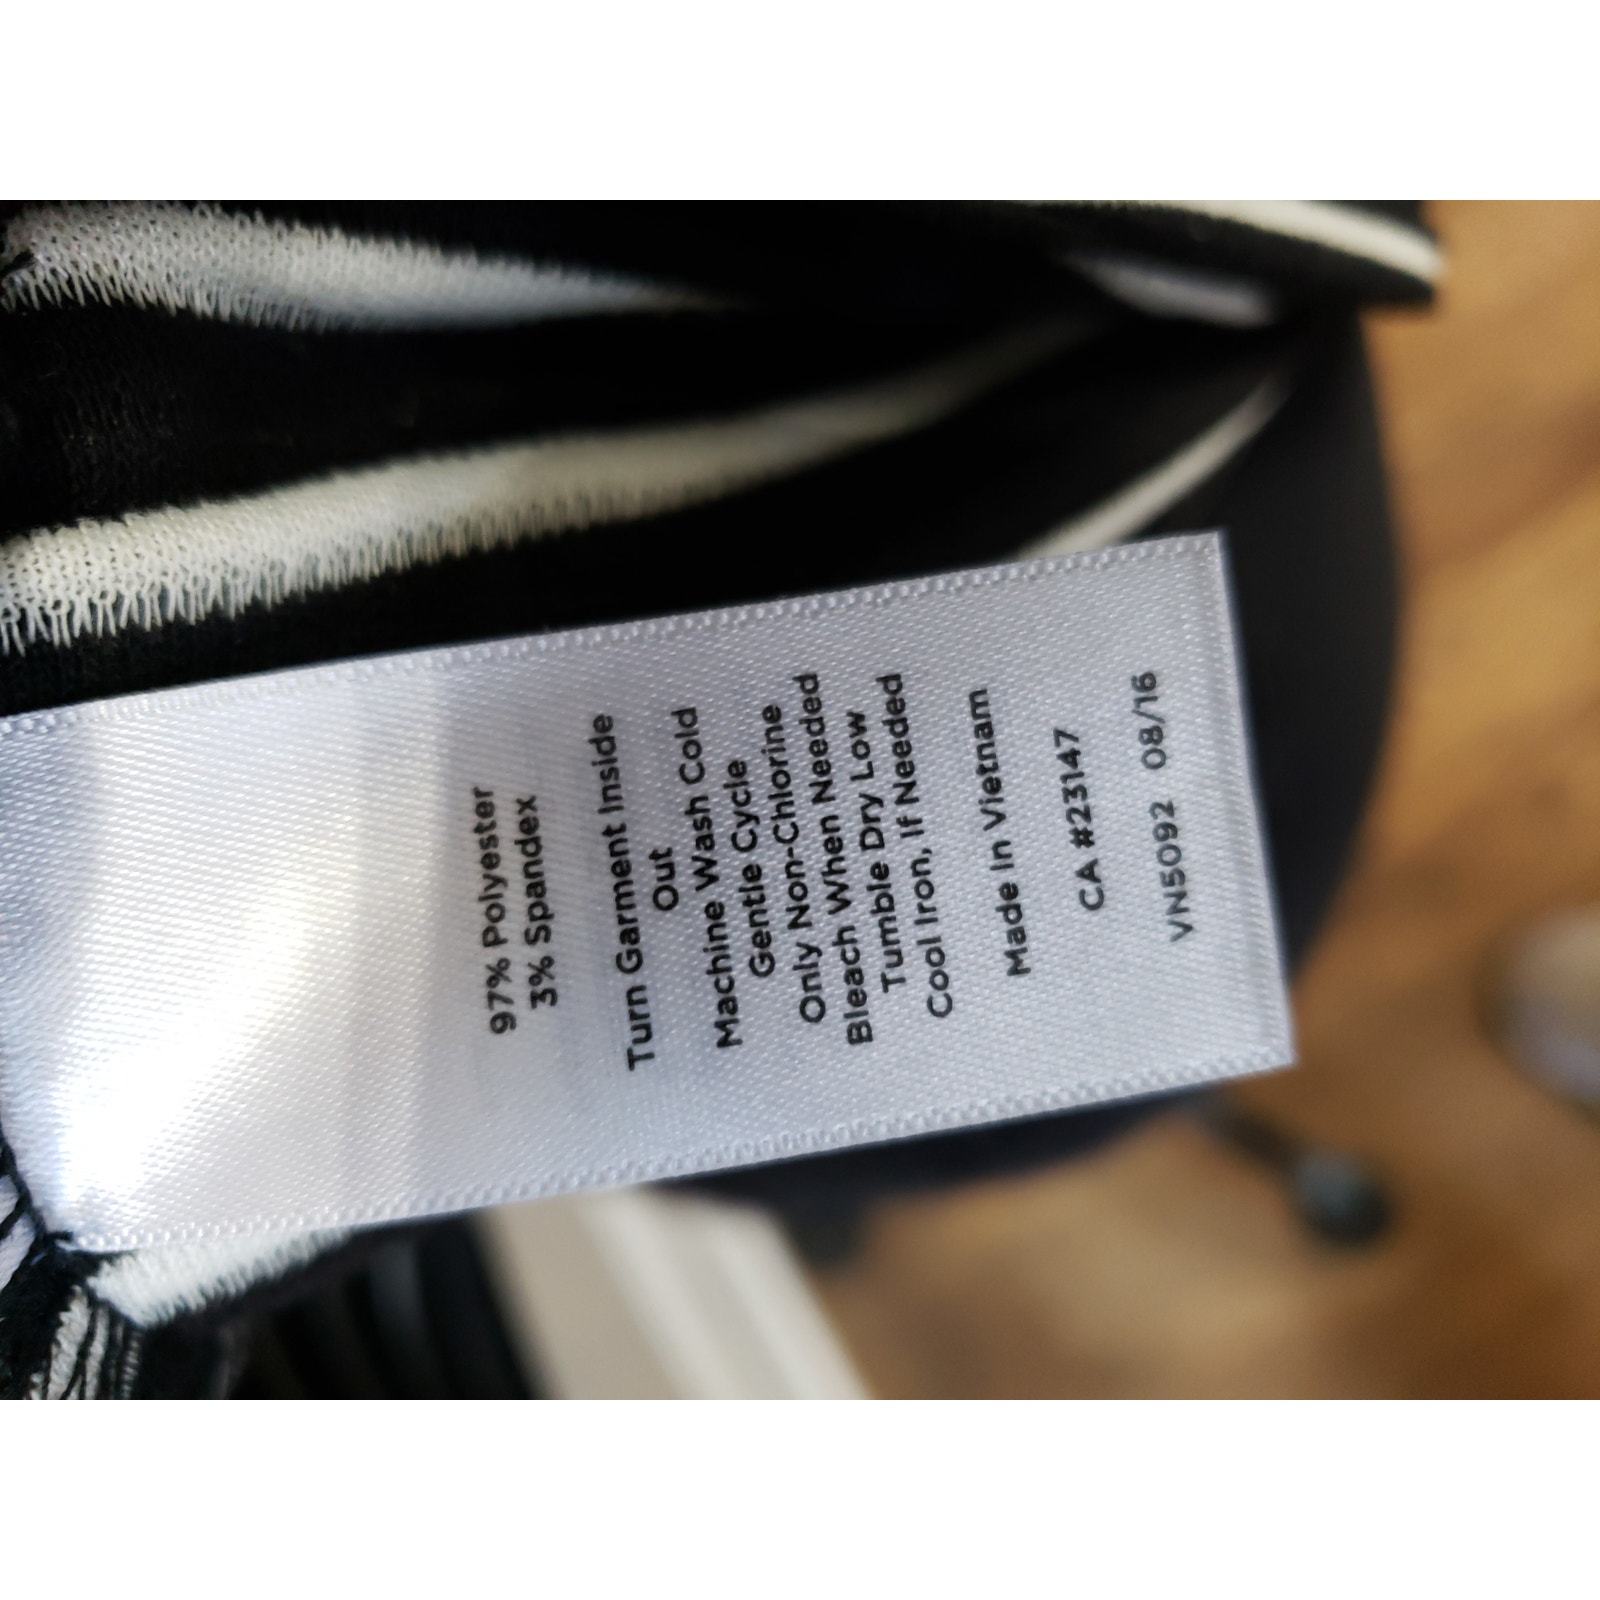 97% Polyester
3% Spandex
Turn Garment Inside
Out
Machine Wash Cold
Gentle Cycle
Only Non-Chlorine
Bleach When Needed
Tumble Dry Low
Cool Iron, If Needed
Made In Vietnam
CA #23147
VN5092 08/16